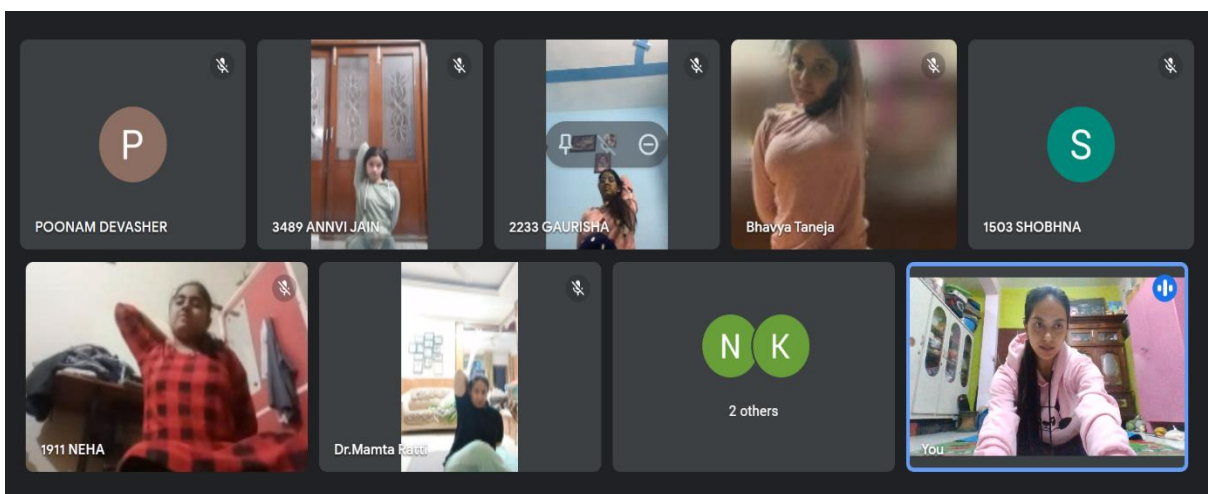 P
POONAM DEVASHER
3489 ANNVI JAIN
2233 GAURISHA
Bhavya Taneja
S
1503 SHOBHNA
1911 NEHA
Dr.Mamta Ratti
N K
2 others
You